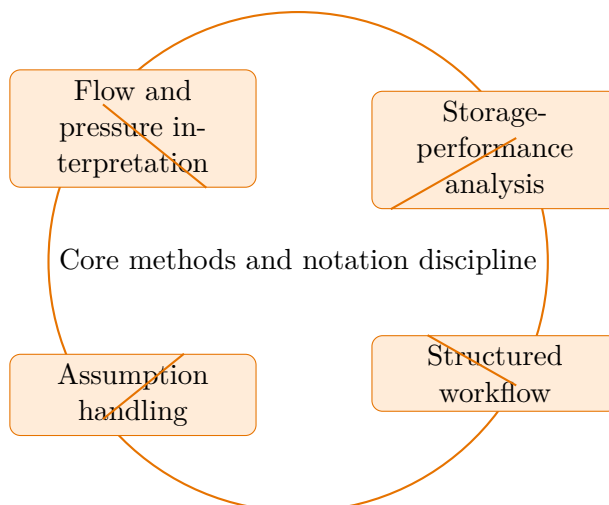 Flow and
pressure in-
terpretation
Storage-
performance
analysis
Core methods and notation discipline
Assumption
handling
Structured
workflow